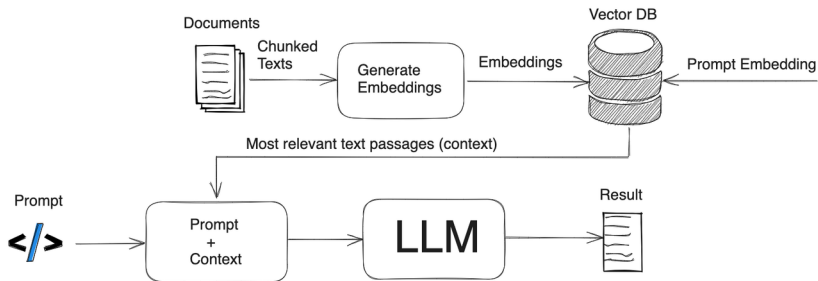 Documents
Vector DB
Chunked
Texts
Generate
Embeddings
Embeddings
Prompt Embedding
Most relevant text passages (context)
Prompt
</>
Prompt
+
Context
LLM
Result